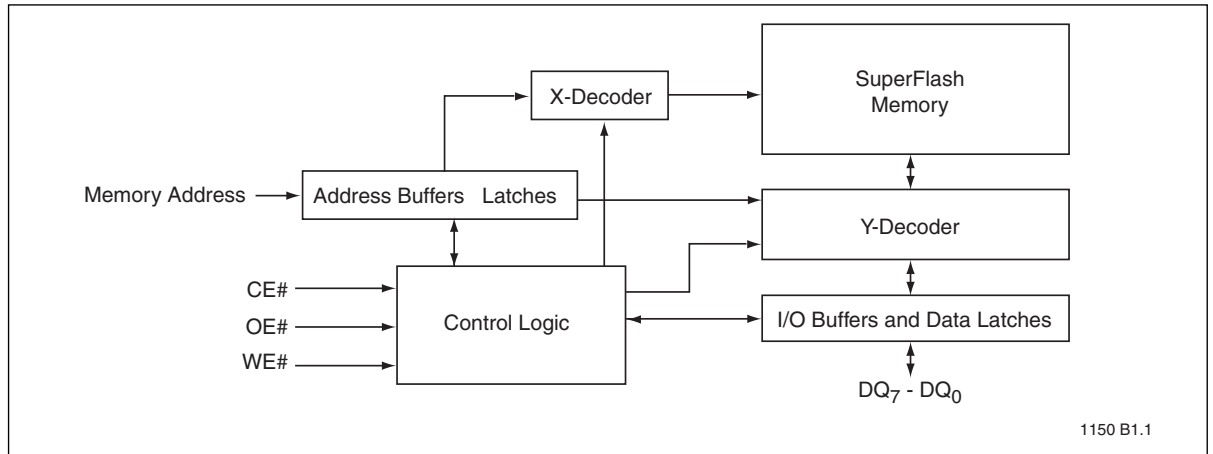 X-Decoder
SuperFlash
Memory
Memory Address
Address Buffers Latches
Y-Decoder
CE#
OE#
WE#
Control Logic
I/O Buffers and Data Latches
DQ7 - DQ0
1150 B1.1